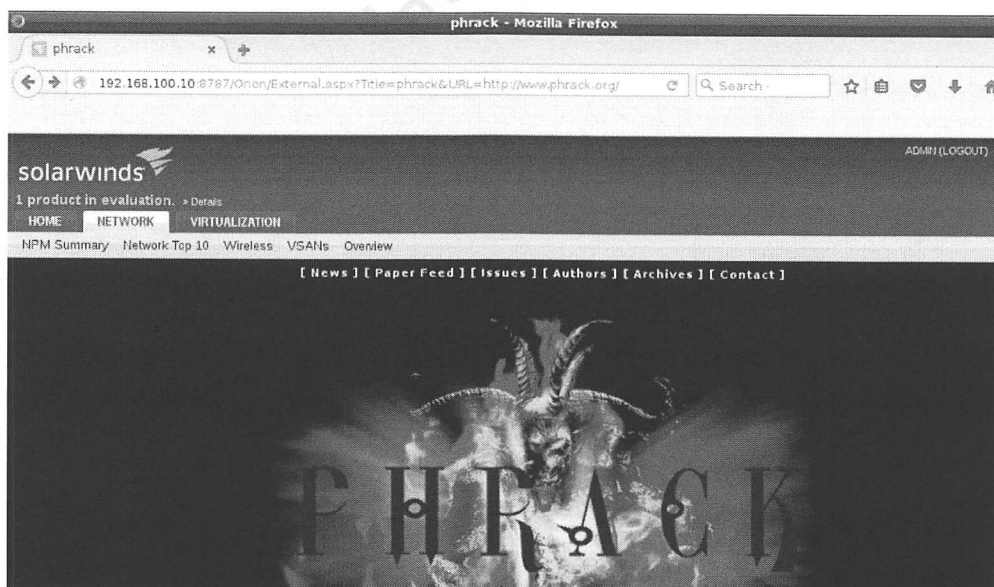 phrack - Mozilla Firefox
phrack
192.168.100.10:8787/Orion/External.aspx?Title=phrack&URL=http://www.phrack.org/
Search
solarwinds
ADMIN (LOGOUT)
1 product in evaluation. » Details
HOME NETWORK VIRTUALIZATION
NPM Summary Network Top 10 Wireless VSANs Overview
[ News ] [ Paper Feed ] [ Issues ] [ Authors ] [ Archives ] [ Contact ]
PHRACK